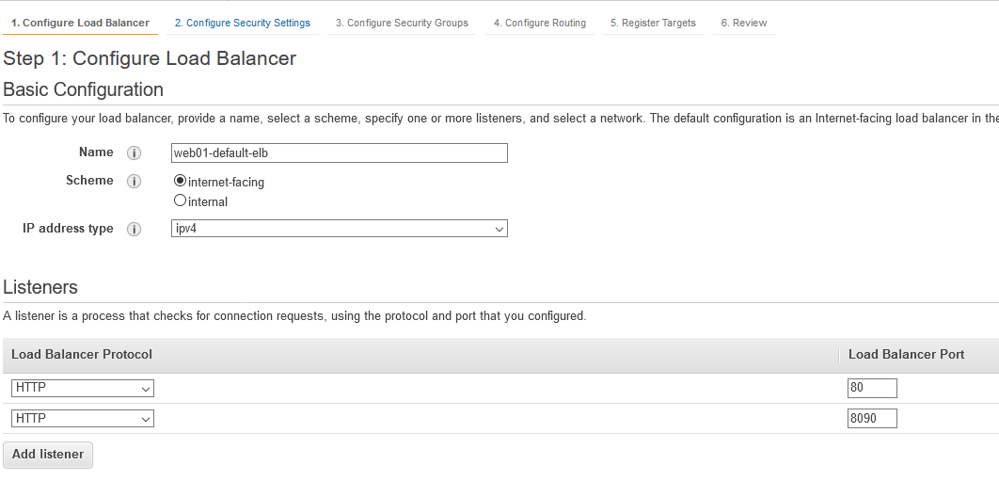 1. Configure Load Balancer 2. Configure Security Settings 3. Configure Security Groups 4. Configure Routing 5. Register Targets 6. Review
Step 1: Configure Load Balancer
Basic Configuration
To configure your load balancer, provide a name, select a scheme, specify one or more listeners, and select a network. The default configuration is an Internet-facing load balancer in the
Name i web01-default-elb
Scheme i internet-facing
internal
IP address type i ipv4
Listeners
A listener is a process that checks for connection requests, using the protocol and port that you configured.
Load Balancer Protocol Load Balancer Port
HTTP 80
HTTP 8090
Add listener